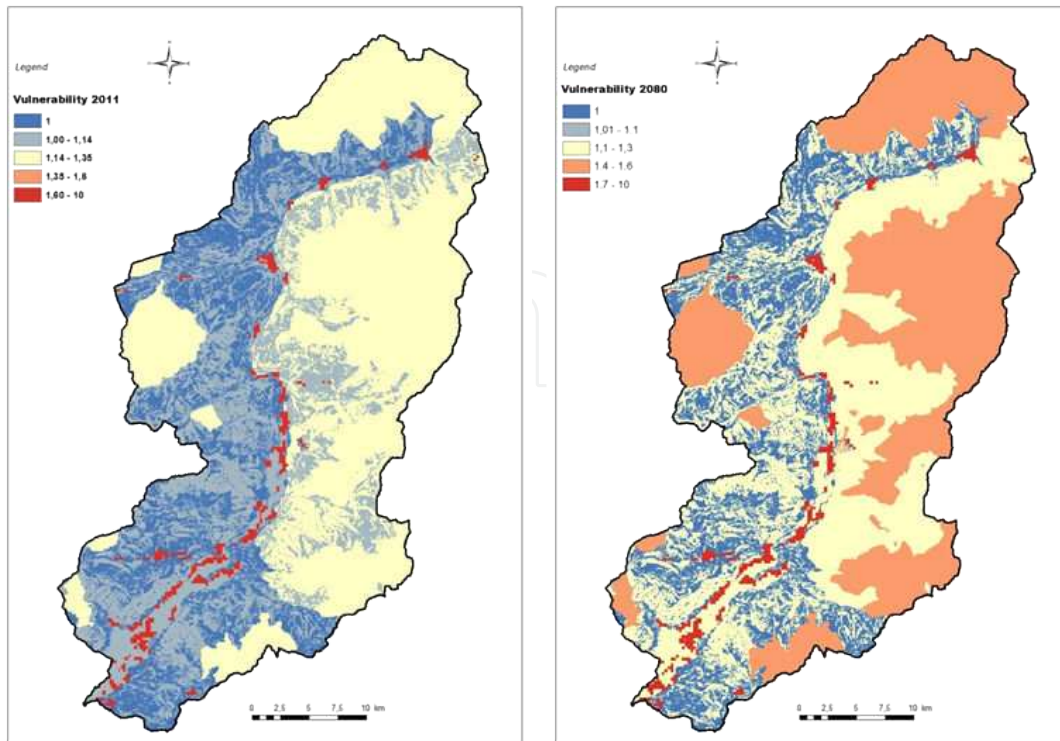 Legend
Vulnerability 2011
1
1,00 - 1,14
1,14 - 1,35
1,35 - 1,6
1,60 - 10
0 2,5 5 7,5 10 km
Legend
Vulnerability 2080
1
1,01 - 1.1
1,1 - 1,3
1.4 - 1.6
1.7 - 10
0 2,5 5 7,5 10 km